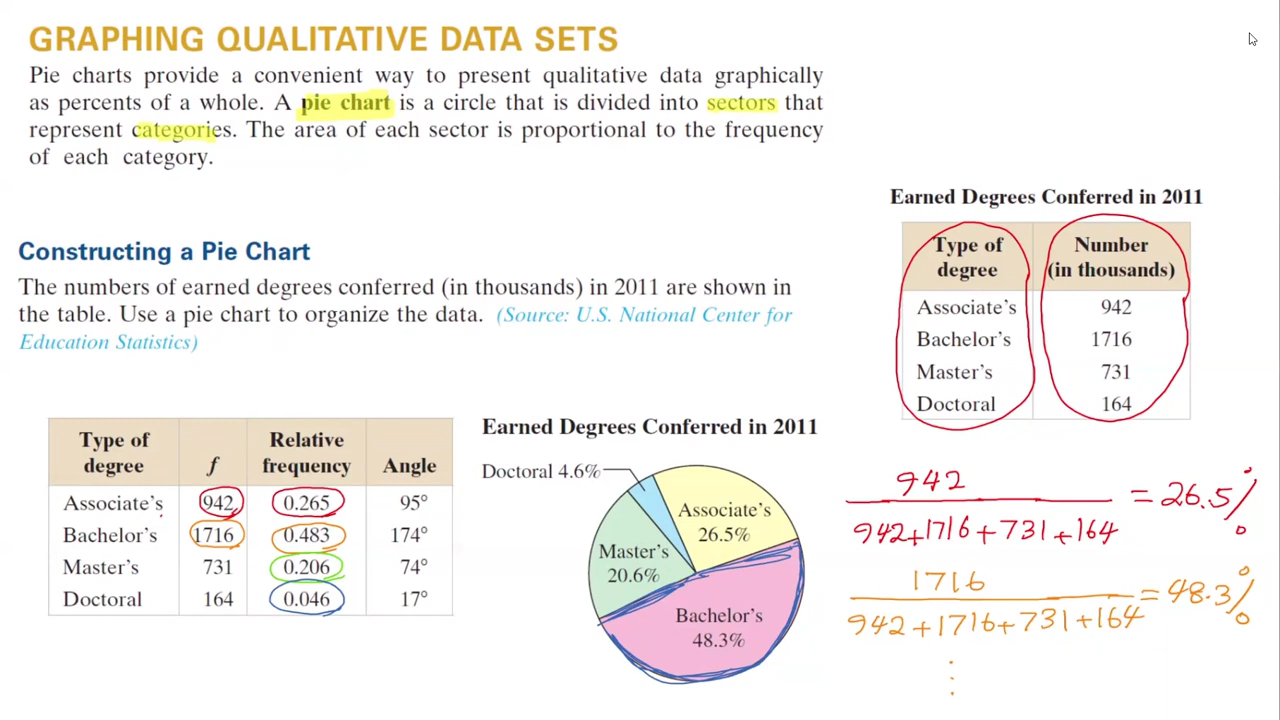 GRAPHING QUALITATIVE DATA SETS
Pie charts provide a convenient way to present qualitative data graphically
as percents of a whole. A pie chart is a circle that is divided into sectors that
represent categories. The area of each sector is proportional to the frequency
of each category.
Earned Degrees Conferred in 2011
Type of degree Number (in thousands)
Associate's 942
Bachelor's 1716
Master's 731
Doctoral 164
Constructing a Pie Chart
The numbers of earned degrees conferred (in thousands) in 2011 are shown in
the table. Use a pie chart to organize the data. (Source: U.S. National Center for
Education Statistics)
Type of degree f Relative frequency Angle
Associate's 942 0.265 95°
Bachelor's 1716 0.483 174°
Master's 731 0.206 74°
Doctoral 164 0.046 17°
Earned Degrees Conferred in 2011
Doctoral 4.6%
Associate's
26.5%
Master's
20.6%
Bachelor's
48.3%
942
942+1716+731+164 = 26.5%
1716
942+1716+731+164 = 48.3%
⋮